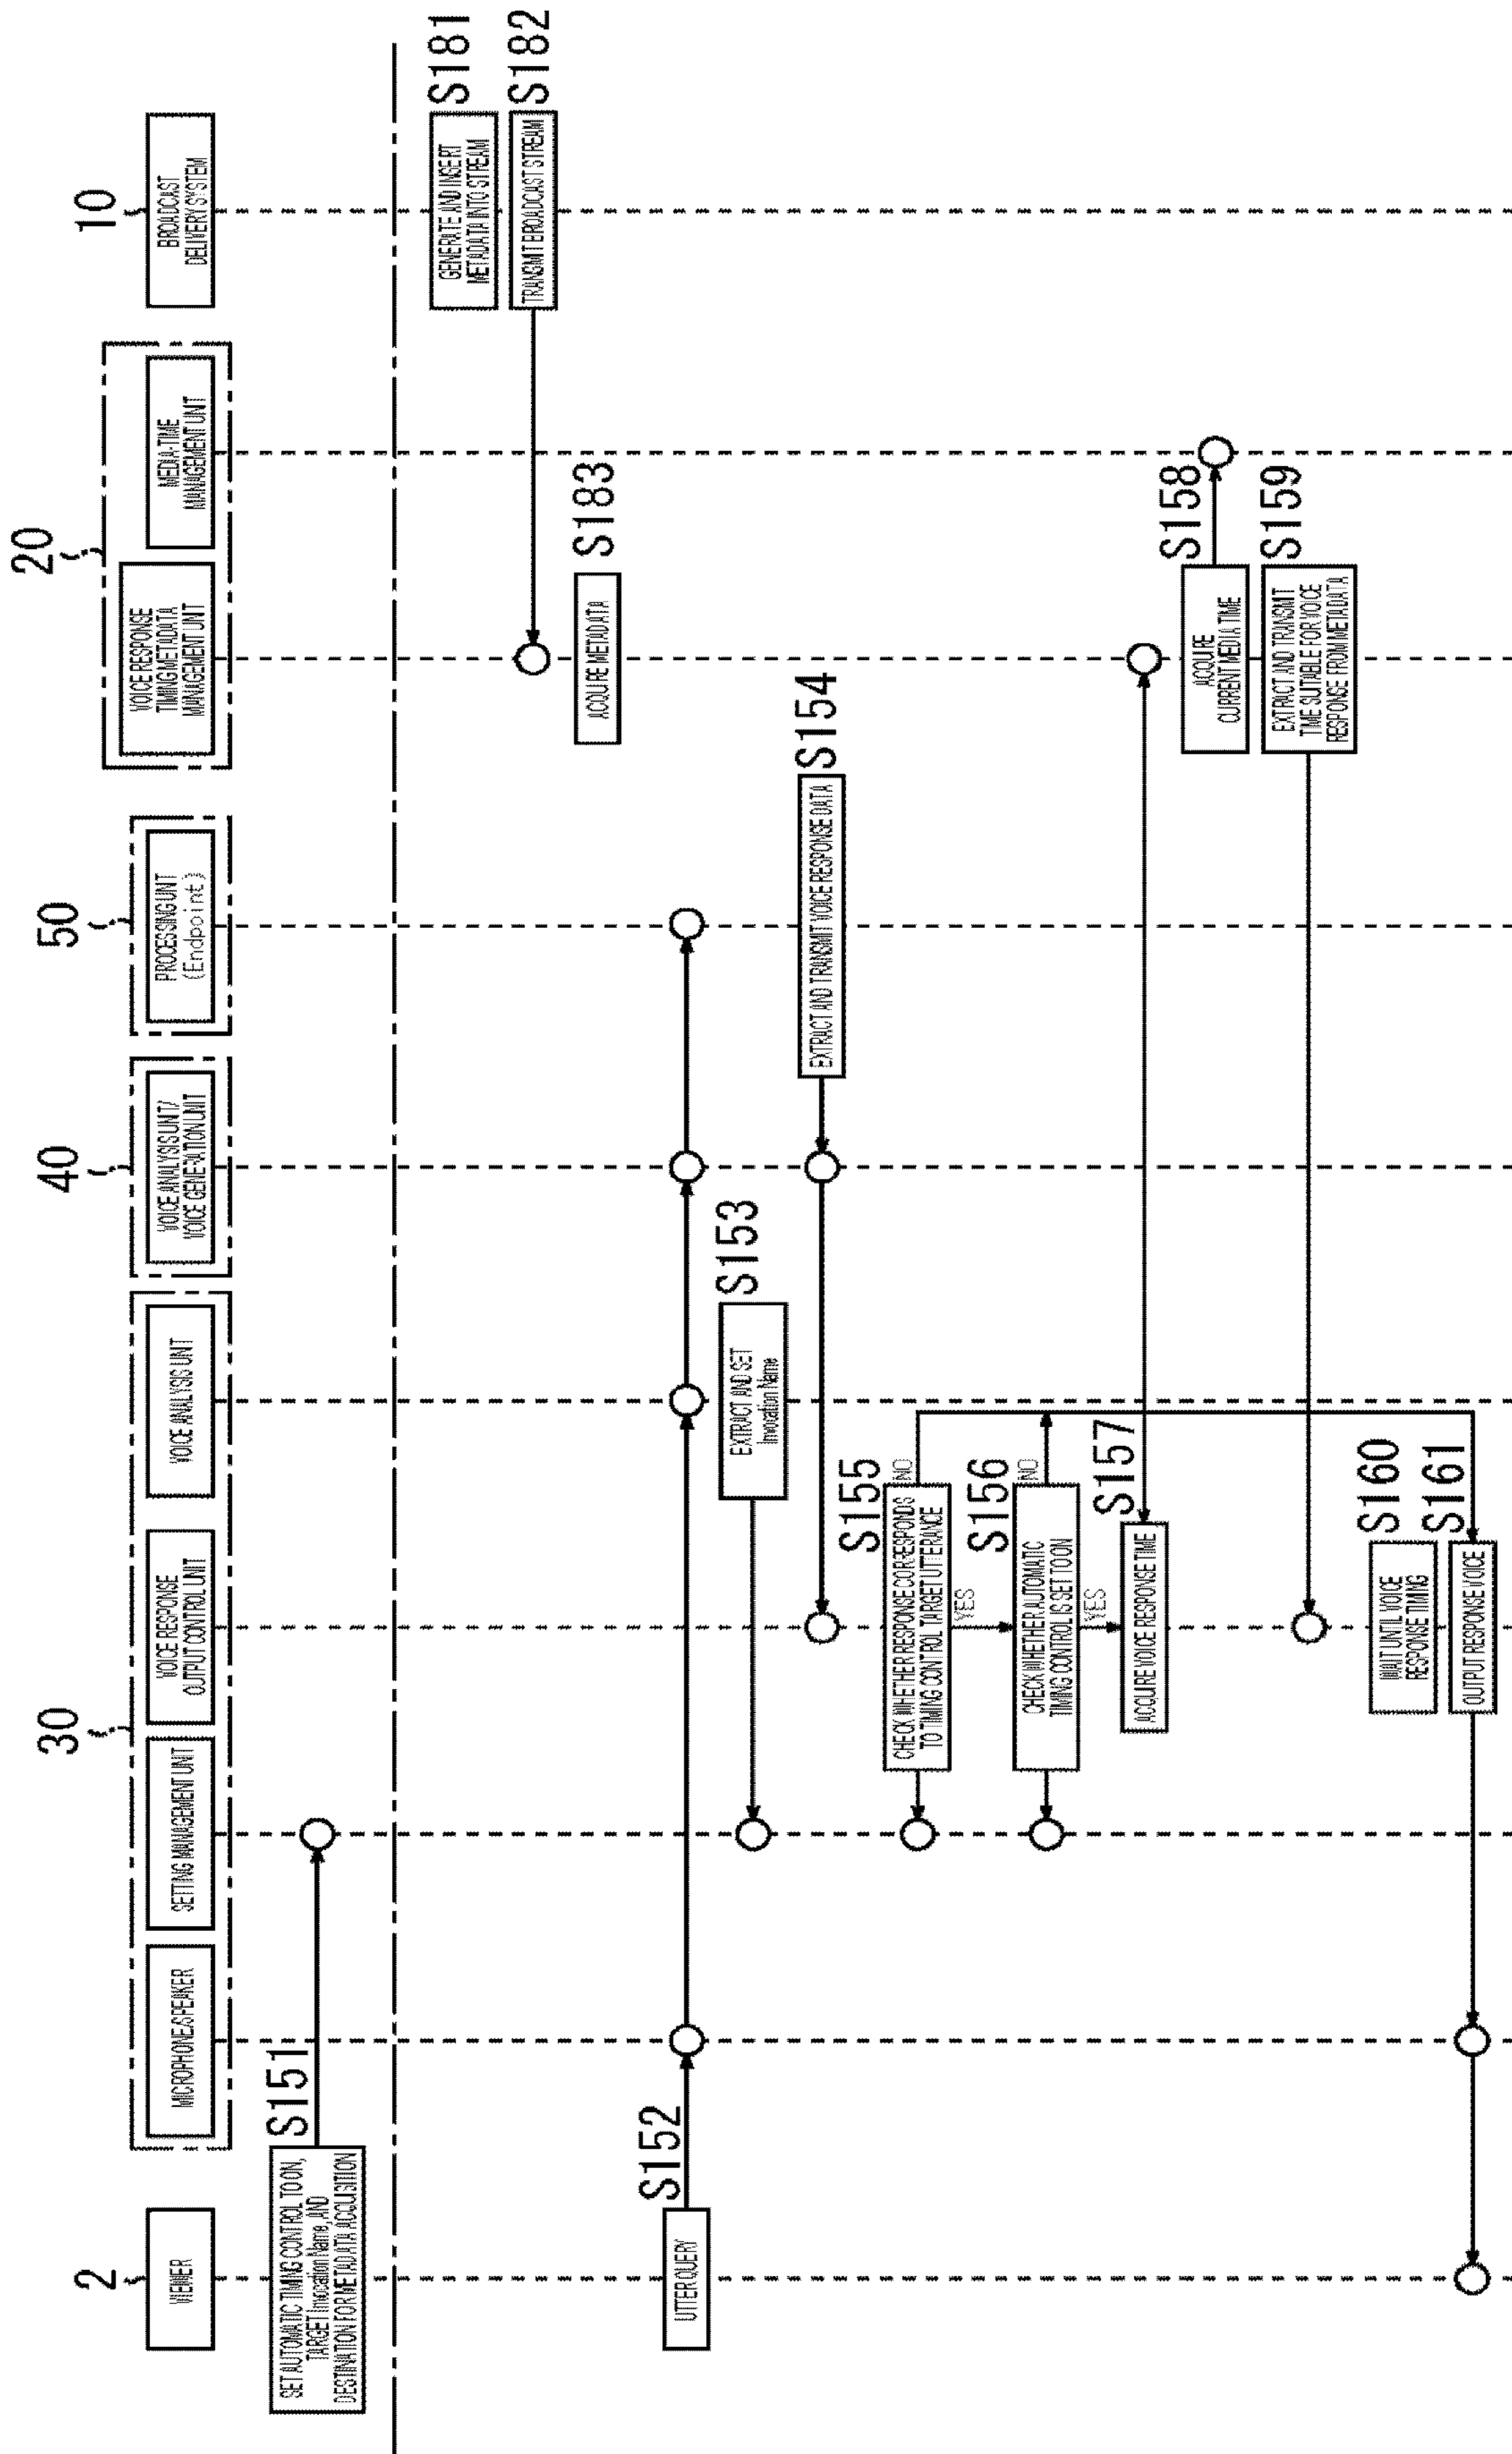 2
30
40
50
20
10
VIEWER
MICROPHONE/SPEAKER
SETTING MANAGEMENT UNIT
VOICE RESPONSE
OUTPUT CONTROL UNIT
VOICE ANALYSIS UNIT
VOICE ANALYSIS UNIT/
VOICE GENERATION UNIT
PROCESSING UNIT
(Endpoint)
VOICE RESPONSE
TIMING METADATA
MANAGEMENT UNIT
MEDIA-TIME
MANAGEMENT UNIT
BROADCAST
DELIVERY SYSTEM
S151
SET AUTOMATIC TIMING CONTROL TO ON,
TARGET Invocation Name, AND
DESTINATION FOR METADATA ACQUISITION
S181
GENERATE AND INSERT
METADATA INTO STREAM
S182
TRANSMIT BROADCAST STREAM
S183
ACQUIRE METADATA
S152
UTTER QUERY
S153
EXTRACT AND SET
Invocation Name
S154
EXTRACT AND TRANSMIT VOICE RESPONSE DATA
S155
CHECK WHETHER RESPONSE CORRESPONDS
TO TIMING CONTROL TARGET UTTERANCE
NO
YES
S156
CHECK WHETHER AUTOMATIC
TIMING CONTROL IS SET TO ON
NO
YES
S157
ACQUIRE VOICE RESPONSE TIME
S158
ACQUIRE
CURRENT MEDIA TIME
S159
EXTRACT AND TRANSMIT
TIME SUITABLE FOR VOICE
RESPONSE FROM METADATA
S160
WAIT UNTIL VOICE
RESPONSE TIMING
S161
OUTPUT RESPONSE VOICE